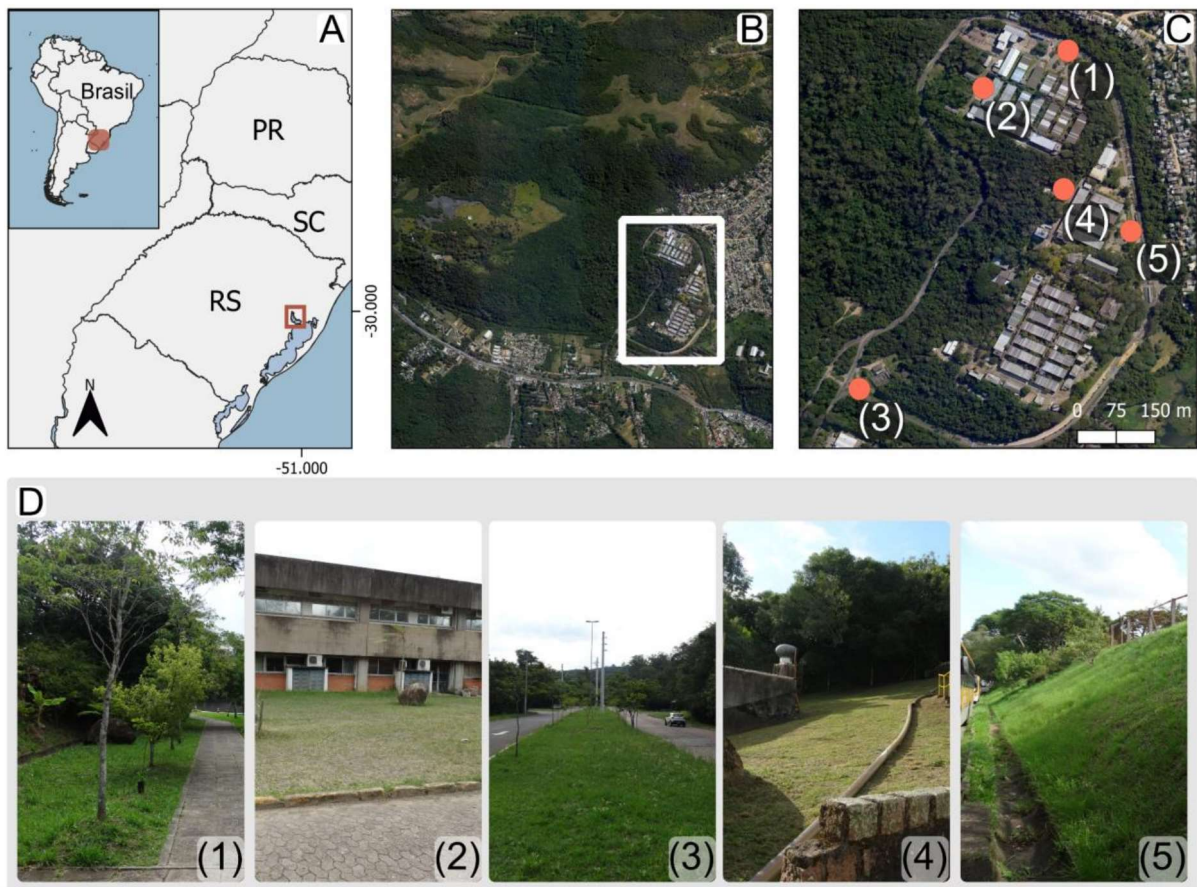 A
Brasil
PR
SC
RS
N
-30.000
-51.000
B
C
(1)
(2)
(4)
(5)
(3)
0 75 150 m
D
(1)
(2)
(3)
(4)
(5)